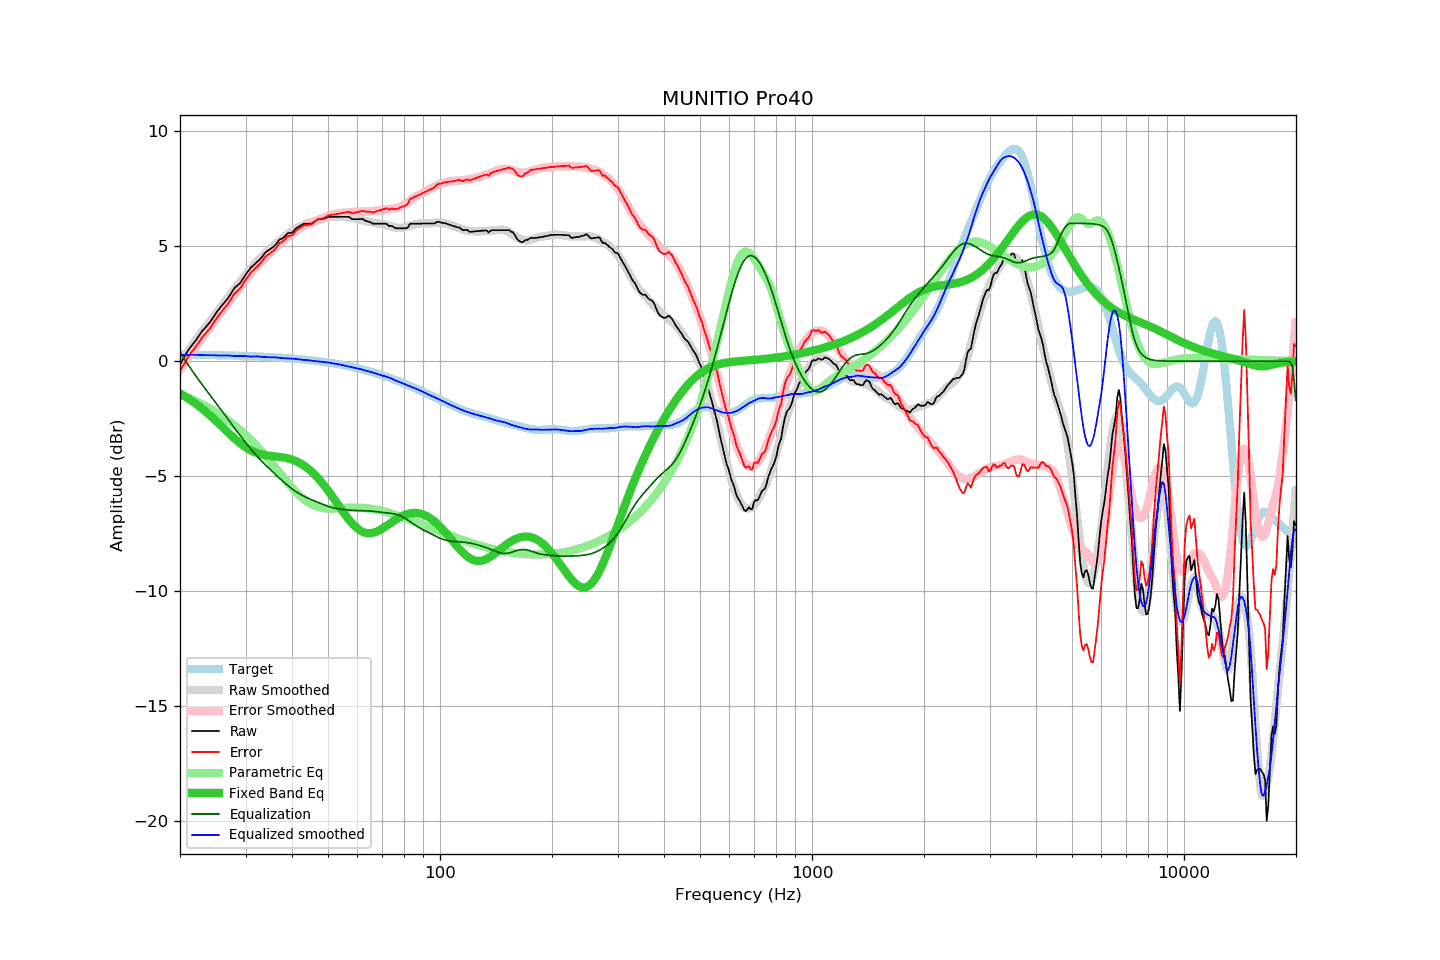 MUNITIO Pro40
10
5
0
−5
−10
−15
−20
Amplitude (dBr)
Target
Raw Smoothed
Error Smoothed
Raw
Error
Parametric Eq
Fixed Band Eq
Equalization
Equalized smoothed
100
1000
10000
Frequency (Hz)